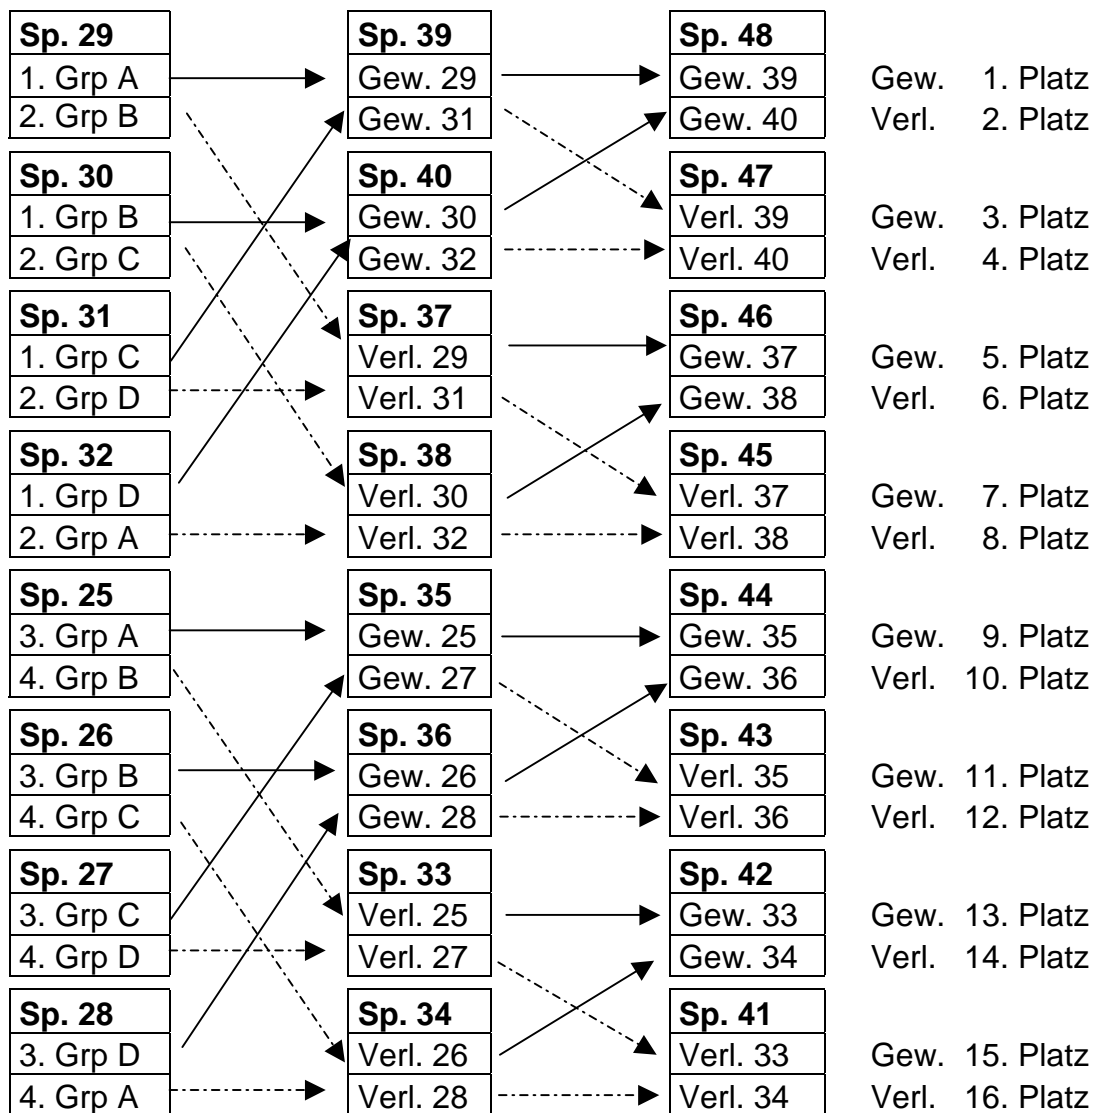 Sp. 29 Sp. 39 Sp. 48
1. Grp A Gew. 29 Gew. 39 Gew. 1. Platz
2. Grp B Gew. 31 Gew. 40 Verl. 2. Platz
Sp. 30 Sp. 40 Sp. 47
1. Grp B Gew. 30 Verl. 39 Gew. 3. Platz
2. Grp C Gew. 32 Verl. 40 Verl. 4. Platz
Sp. 31 Sp. 37 Sp. 46
1. Grp C Verl. 29 Gew. 37 Gew. 5. Platz
2. Grp D Verl. 31 Gew. 38 Verl. 6. Platz
Sp. 32 Sp. 38 Sp. 45
1. Grp D Verl. 30 Verl. 37 Gew. 7. Platz
2. Grp A Verl. 32 Verl. 38 Verl. 8. Platz
Sp. 25 Sp. 35 Sp. 44
3. Grp A Gew. 25 Gew. 35 Gew. 9. Platz
4. Grp B Gew. 27 Gew. 36 Verl. 10. Platz
Sp. 26 Sp. 36 Sp. 43
3. Grp B Gew. 26 Verl. 35 Gew. 11. Platz
4. Grp C Gew. 28 Verl. 36 Verl. 12. Platz
Sp. 27 Sp. 33 Sp. 42
3. Grp C Verl. 25 Gew. 33 Gew. 13. Platz
4. Grp D Verl. 27 Gew. 34 Verl. 14. Platz
Sp. 28 Sp. 34 Sp. 41
3. Grp D Verl. 26 Verl. 33 Gew. 15. Platz
4. Grp A Verl. 28 Verl. 34 Verl. 16. Platz